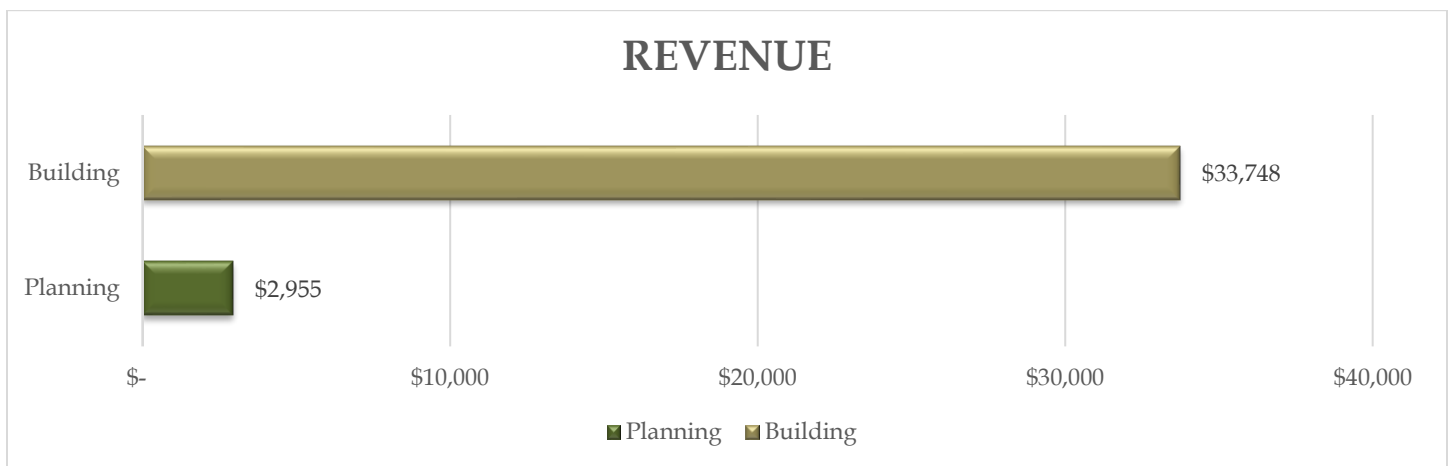 REVENUE
Building
$33,748
Planning
$2,955
$-
$10,000
$20,000
$30,000
$40,000
Planning
Building